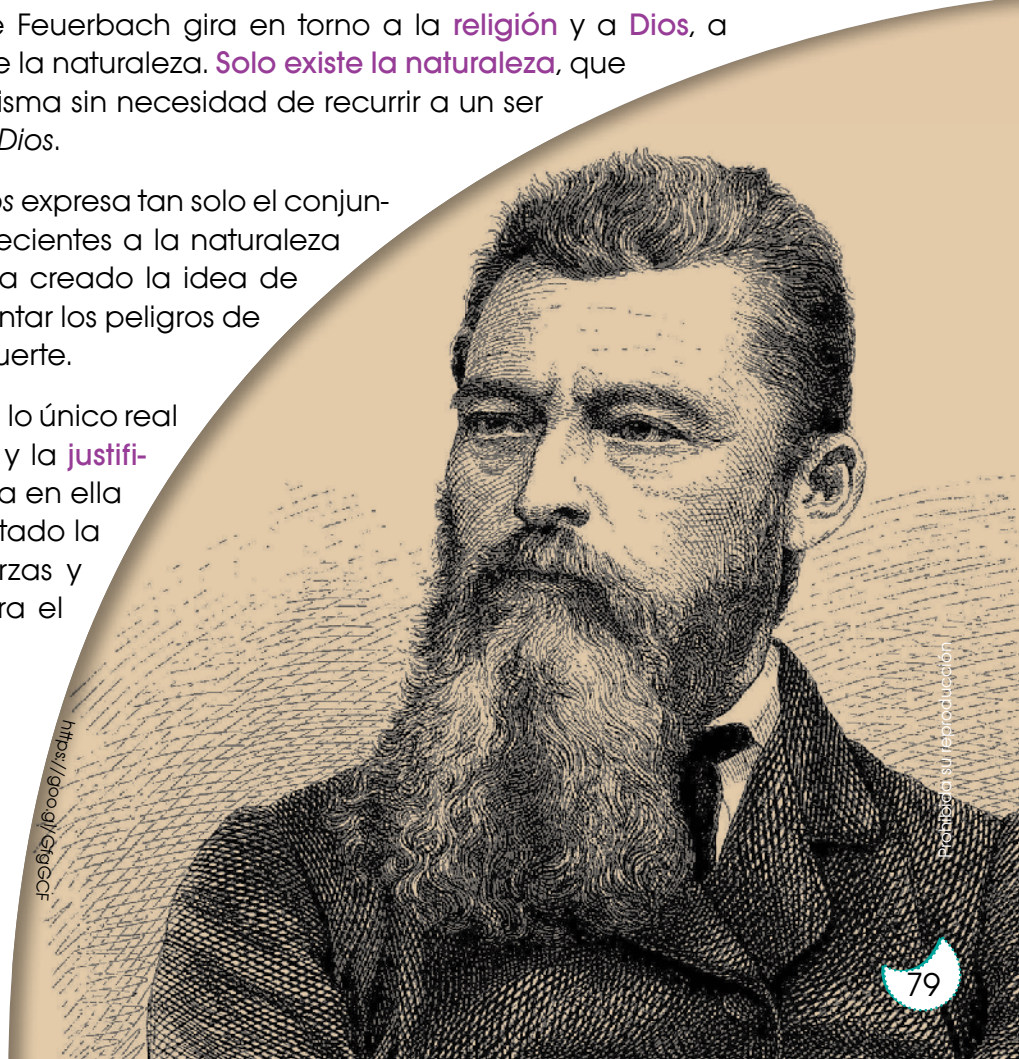 e Feuerbach gira en torno a la religión y a Dios, a
e la naturaleza. Solo existe la naturaleza, que
isma sin necesidad de recurrir a un ser
Dios.
os expresa tan solo el conjun-
ecientes a la naturaleza
a creado la idea de
ntar los peligros de
uerte.
lo único real
y la justifi-
a en ella
tado la
rzas y
ra el
https://goo.gl/GfgGCF
Prohibida su reproducción
79